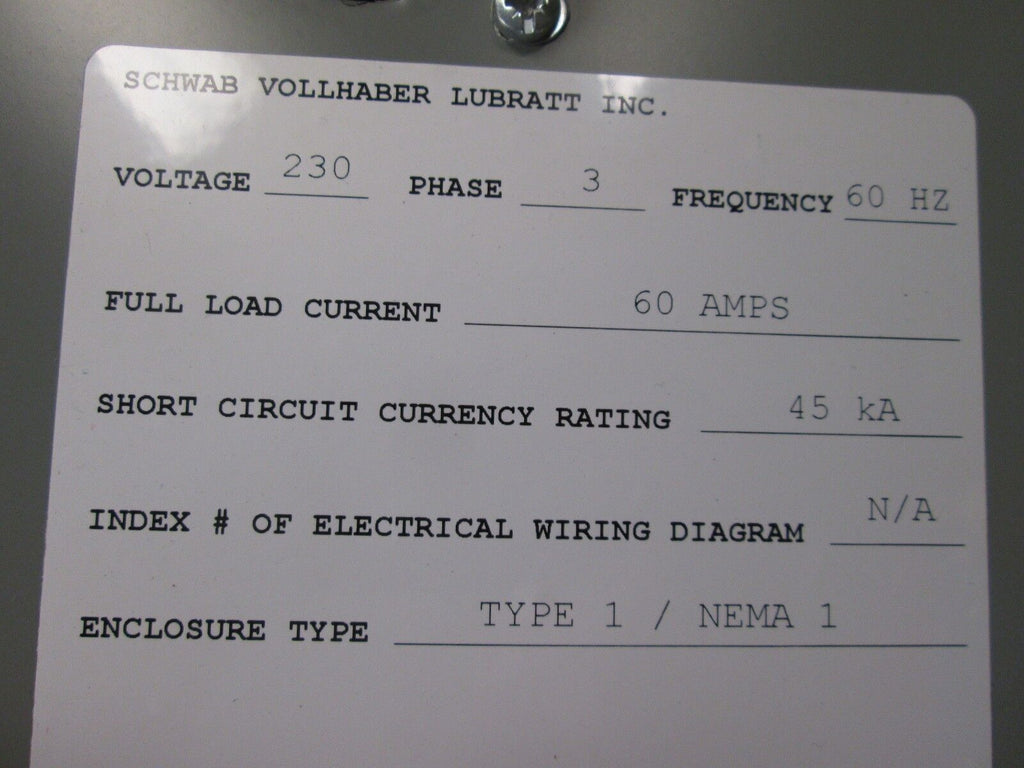 SCHWAB VOLLHABER LUBRATT INC.
VOLTAGE 230 PHASE 3 FREQUENCY 60 HZ
FULL LOAD CURRENT 60 AMPS
SHORT CIRCUIT CURRENCY RATING 45 kA
INDEX # OF ELECTRICAL WIRING DIAGRAM N/A
ENCLOSURE TYPE TYPE 1 / NEMA 1